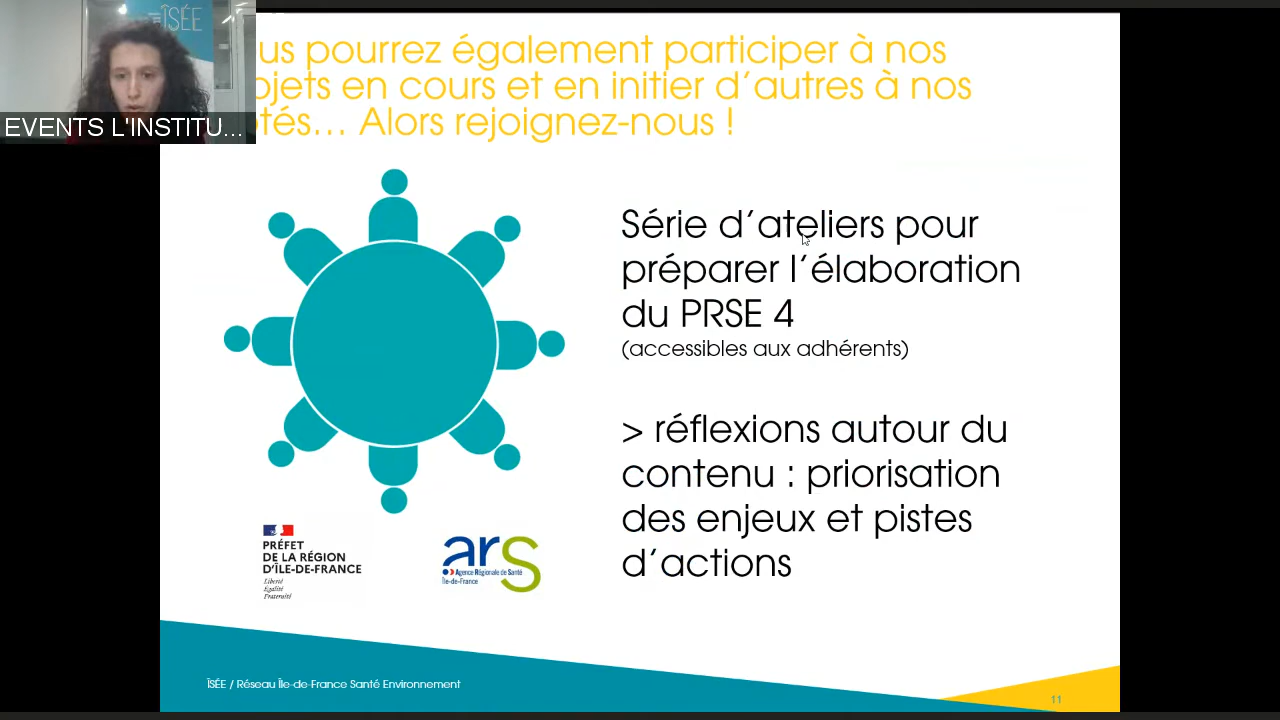 ÎSÉE
EVENTS L'INSTITU...
us pourrez également participer à nos
ojets en cours et en initier d'autres à nos
tés... Alors rejoignez-nous !
Série d'ateliers pour
préparer l'élaboration
du PRSE 4
(accessibles aux adhérents)
> réflexions autour du
contenu : priorisation
des enjeux et pistes
d'actions
PRÉFET
DE LA RÉGION
D'ÎLE-DE-FRANCE
Liberté
Égalité
Fraternité
ars
Agence Régionale de Santé
Île-de-France
ÎSÉE / Réseau Île-de-France Santé Environnement
11